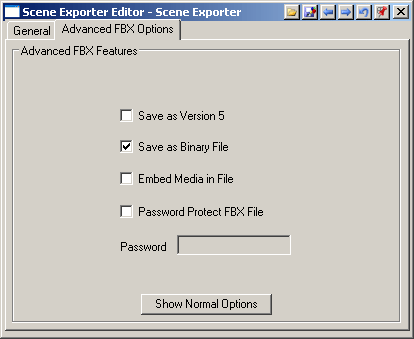 Scene Exporter Editor - Scene Exporter
General Advanced FBX Options
Advanced FBX Features
Save as Version 5
Save as Binary File
Embed Media in File
Password Protect FBX File
Password
Show Normal Options